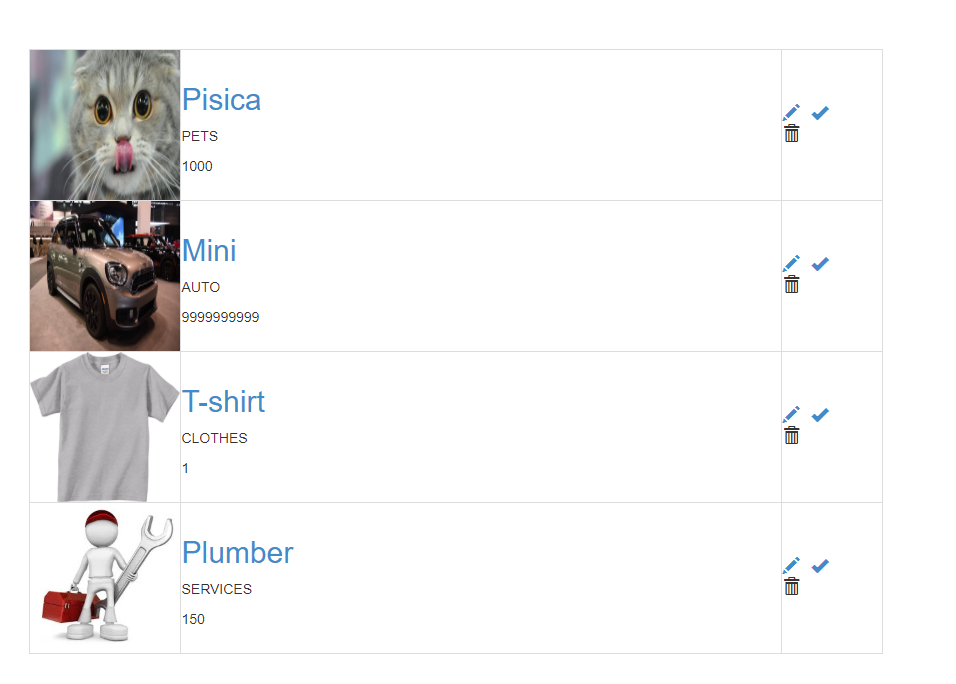 Pisica
PETS
1000
Mini
AUTO
9999999999
T-shirt
CLOTHES
1
Plumber
SERVICES
150